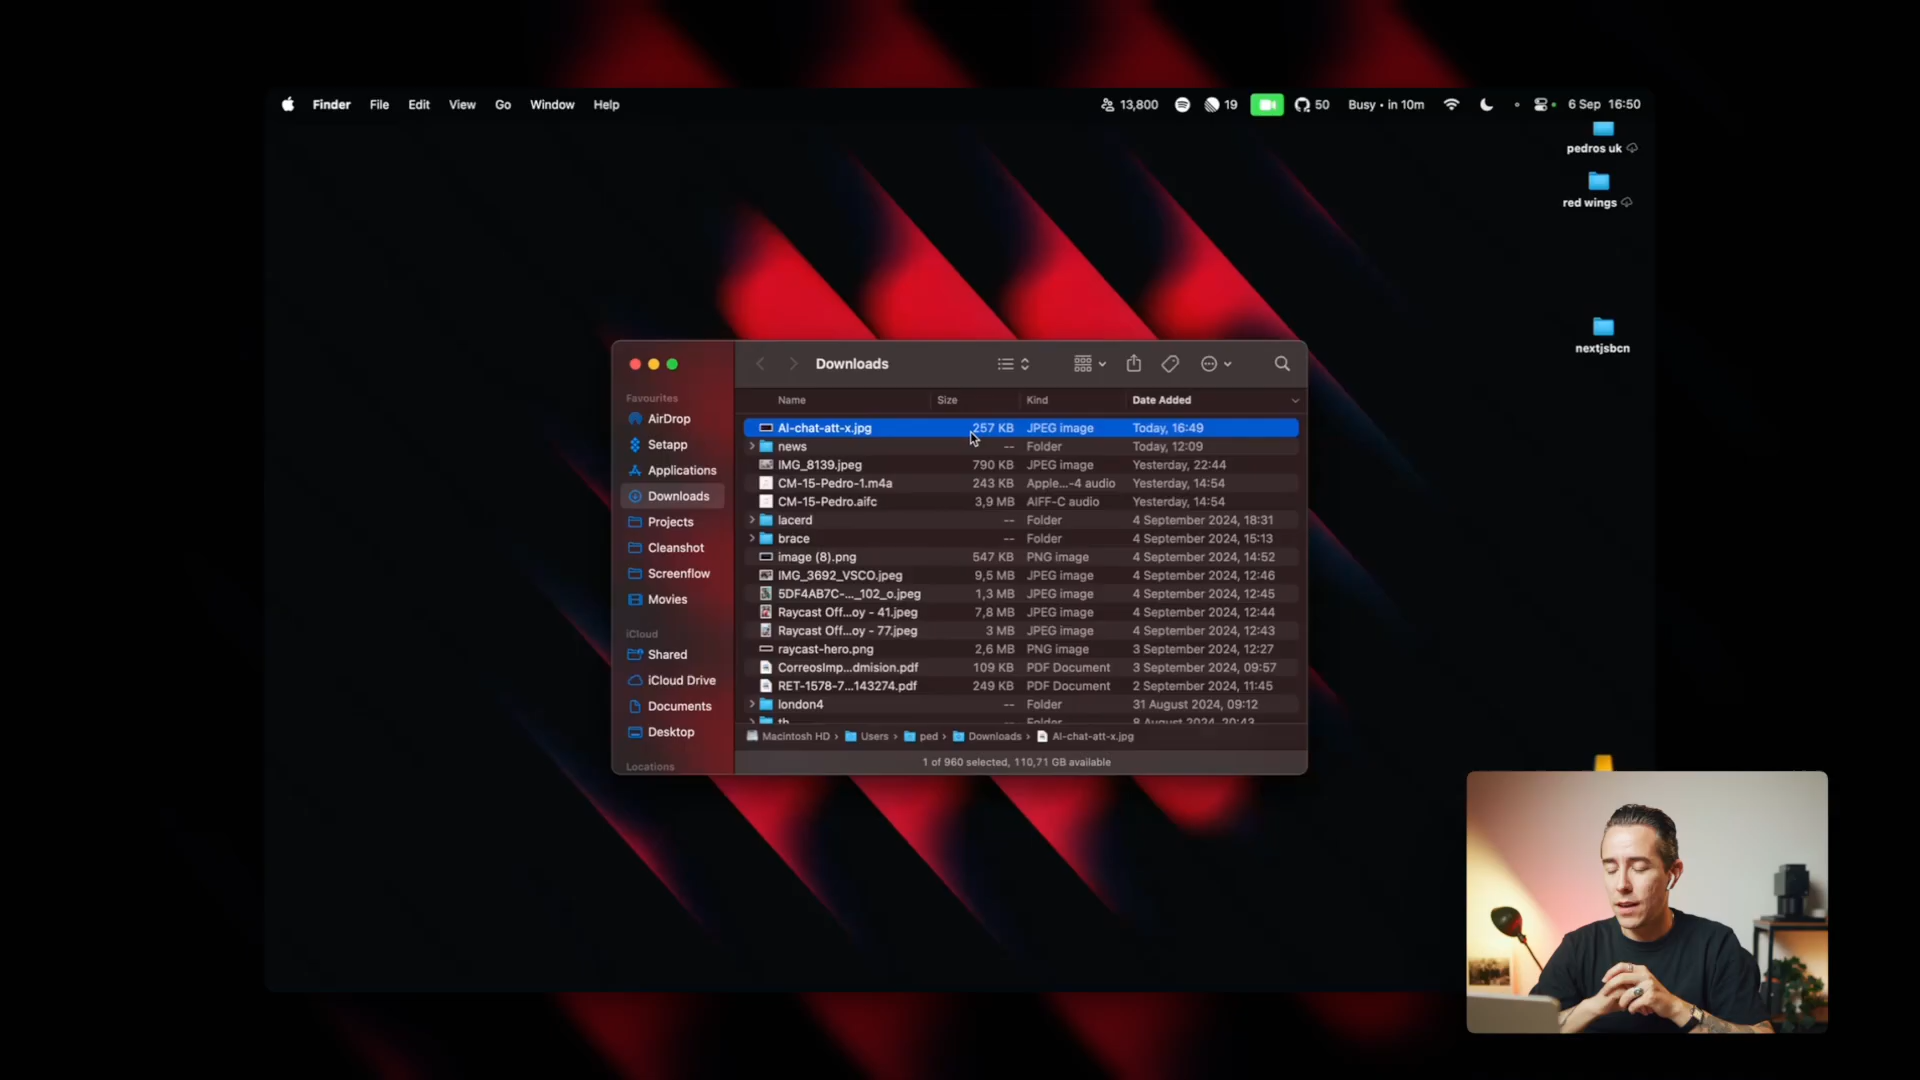 Finder File Edit View Go Window Help 13,800 19 50 Busy • in 10m 6 Sep 16:50
pedros uk
red wings
nextjsbcn
Downloads
Favourites
AirDrop
Setapp
Applications
Downloads
Projects
Cleanshot
Screenflow
Movies
iCloud
Shared
iCloud Drive
Documents
Desktop
Locations
Name Size Kind Date Added
AI-chat-att-x.jpg 257 KB JPEG image Today, 16:49
news -- Folder Today, 12:09
IMG_8139.jpeg 790 KB JPEG image Yesterday, 22:44
CM-15-Pedro-1.m4a 243 KB Apple...-4 audio Yesterday, 14:54
CM-15-Pedro.aifc 3,9 MB AIFF-C audio Yesterday, 14:54
lacerd -- Folder 4 September 2024, 18:31
brace -- Folder 4 September 2024, 15:13
image (8).png 547 KB PNG image 4 September 2024, 14:52
IMG_3692_VSCO.jpeg 9,5 MB JPEG image 4 September 2024, 12:46
5DF4AB7C-..._102_o.jpeg 1,3 MB JPEG image 4 September 2024, 12:45
Raycast Off...oy - 41.jpeg 7,8 MB JPEG image 4 September 2024, 12:44
Raycast Off...oy - 77.jpeg 3 MB JPEG image 4 September 2024, 12:43
raycast-hero.png 2,6 MB PNG image 3 September 2024, 12:27
CorreosImp...dmision.pdf 109 KB PDF Document 3 September 2024, 09:57
RET-1578-7...143274.pdf 249 KB PDF Document 2 September 2024, 11:45
london4 -- Folder 31 August 2024, 09:12
th -- Folder 8 August 2024, 20:43
Macintosh HD › Users › ped › Downloads › AI-chat-att-x.jpg
1 of 960 selected, 110,71 GB available